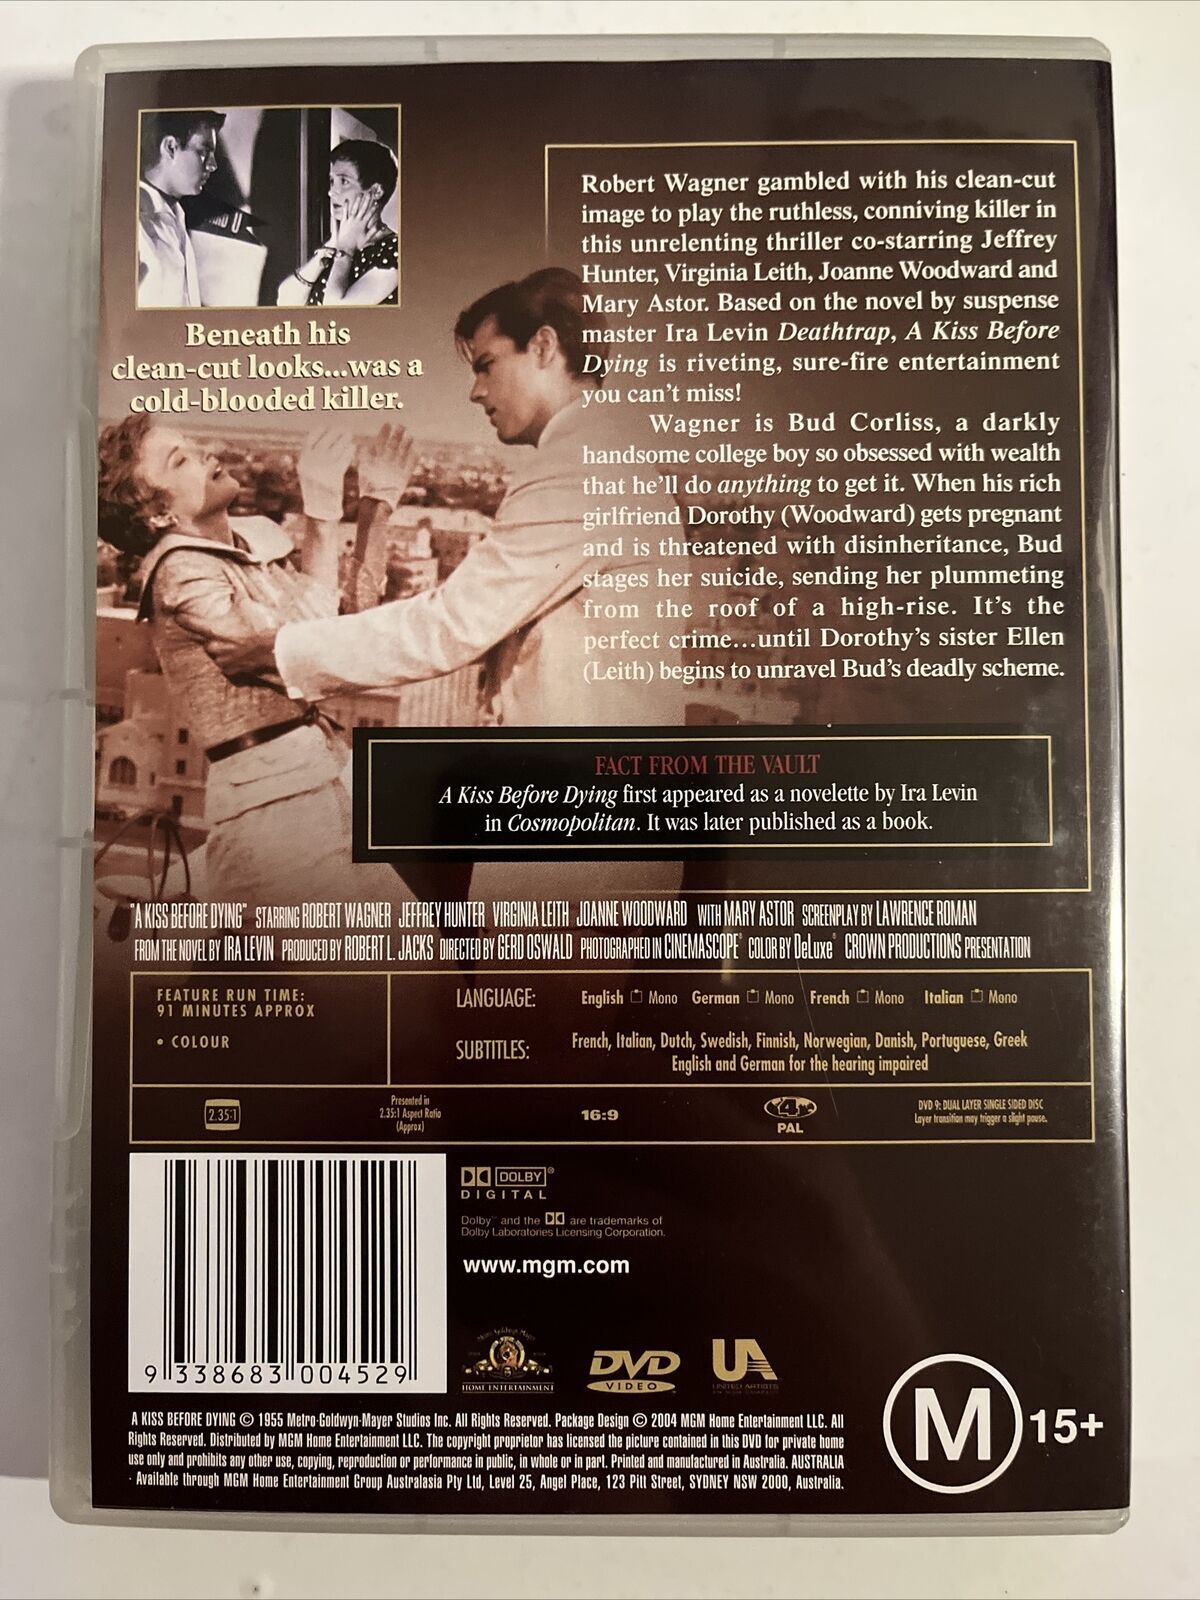 Beneath his
clean-cut looks...was a
cold-blooded killer.
Robert Wagner gambled with his clean-cut
image to play the ruthless, conniving killer in
this unrelenting thriller co-starring Jeffrey
Hunter, Virginia Leith, Joanne Woodward and
Mary Astor. Based on the novel by suspense
master Ira Levin Deathtrap, A Kiss Before
Dying is riveting, sure-fire entertainment
you can't miss!
Wagner is Bud Corliss, a darkly
handsome college boy so obsessed with wealth
that he'll do anything to get it. When his rich
girlfriend Dorothy (Woodward) gets pregnant
and is threatened with disinheritance, Bud
stages her suicide, sending her plummeting
from the roof of a high-rise. It's the
perfect crime...until Dorothy's sister Ellen
(Leith) begins to unravel Bud's deadly scheme.
FACT FROM THE VAULT
A Kiss Before Dying first appeared as a novelette by Ira Levin
in Cosmopolitan. It was later published as a book.
"A KISS BEFORE DYING" STARRING ROBERT WAGNER JEFFREY HUNTER VIRGINIA LEITH JOANNE WOODWARD WITH MARY ASTOR SCREENPLAY BY LAWRENCE ROMAN
FROM THE NOVEL BY IRA LEVIN PRODUCED BY ROBERT L. JACKS DIRECTED BY GERD OSWALD PHOTOGRAPHED IN CINEMASCOPE® COLOR BY DeLuxe® CROWN PRODUCTIONS PRESENTATION
FEATURE RUN TIME:
91 MINUTES APPROX
• COLOUR
LANGUAGE: English Mono German Mono French Mono Italian Mono
SUBTITLES: French, Italian, Dutch, Swedish, Finnish, Norwegian, Danish, Portuguese, Greek
English and German for the hearing impaired
2.35:1
Presented in
2.35:1 Aspect Ratio
(Approx)
16:9
4
PAL
DVD 9: DUAL LAYER SINGLE SIDED DISC
Layer transition may trigger a slight pause.
9 338683 004529
DOLBY®
DIGITAL
Dolby™ and the are trademarks of
Dolby Laboratories Licensing Corporation.
www.mgm.com
HOME ENTERTAINMENT
DVD
VIDEO
UA
UNITED ARTISTS
M 15+
A KISS BEFORE DYING © 1955 Metro-Goldwyn-Mayer Studios Inc. All Rights Reserved. Package Design © 2004 MGM Home Entertainment LLC. All
Rights Reserved. Distributed by MGM Home Entertainment LLC. The copyright proprietor has licensed the picture contained in this DVD for private home
use only and prohibits any other use, copying, reproduction or performance in public, in whole or in part. Printed and manufactured in Australia. AUSTRALIA
- Available through MGM Home Entertainment Group Australasia Pty Ltd, Level 25, Angel Place, 123 Pitt Street, SYDNEY NSW 2000, Australia.